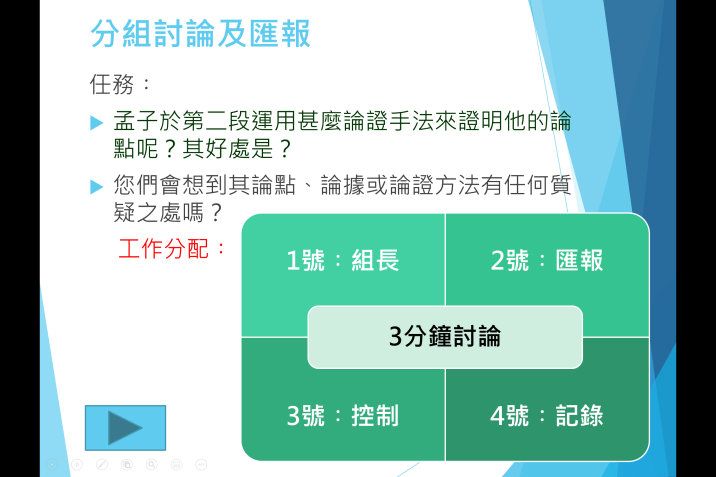 分組討論及匯報
任務：
孟子於第二段運用甚麼論證手法來證明他的論
點呢？其好處是？
您們會想到其論點、論據或論證方法有任何質
疑之處嗎？
工作分配：
1號：組長
2號：匯報
3分鐘討論
3號：控制
4號：記錄